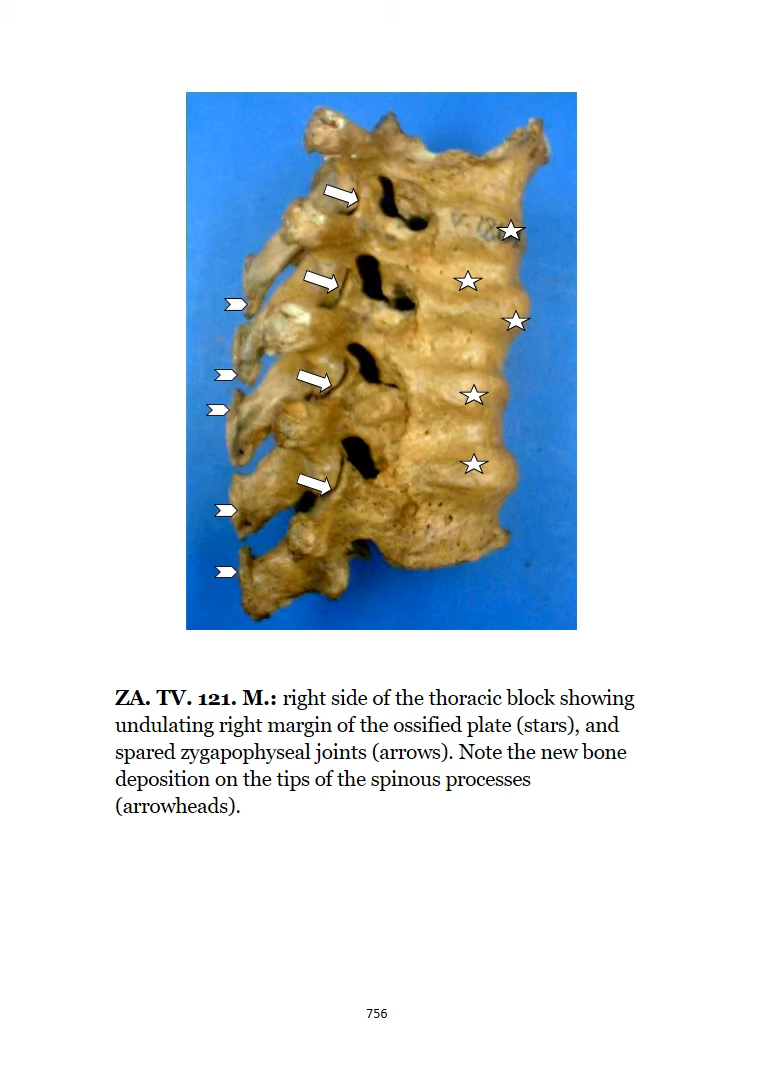 ZA. TV. 121. M.: right side of the thoracic block showing
undulating right margin of the ossified plate (stars), and
spared zygapophyseal joints (arrows). Note the new bone
deposition on the tips of the spinous processes
(arrowheads).
756